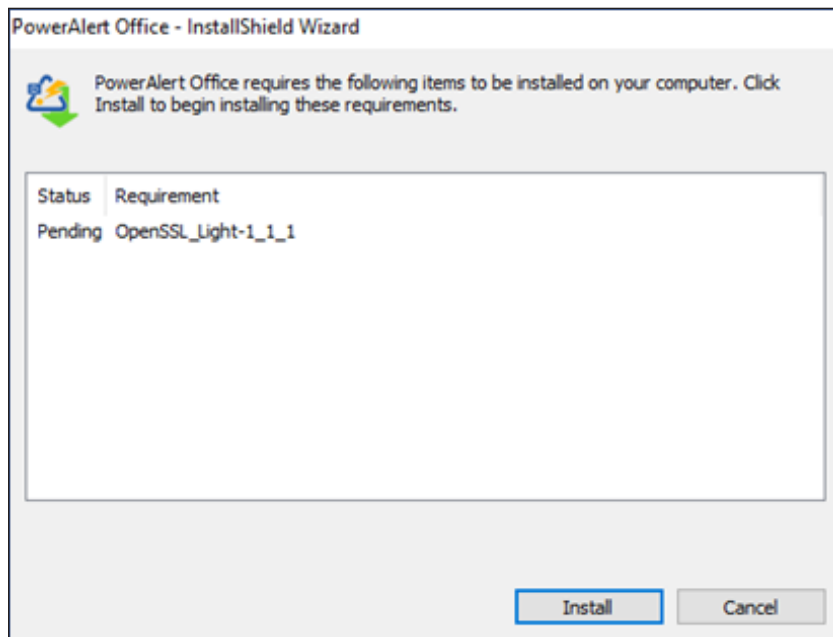 PowerAlert Office - InstallShield Wizard
PowerAlert Office requires the following items to be installed on your computer. Click
Install to begin installing these requirements.
Status Requirement
Pending OpenSSL_Light-1_1_1
Install Cancel